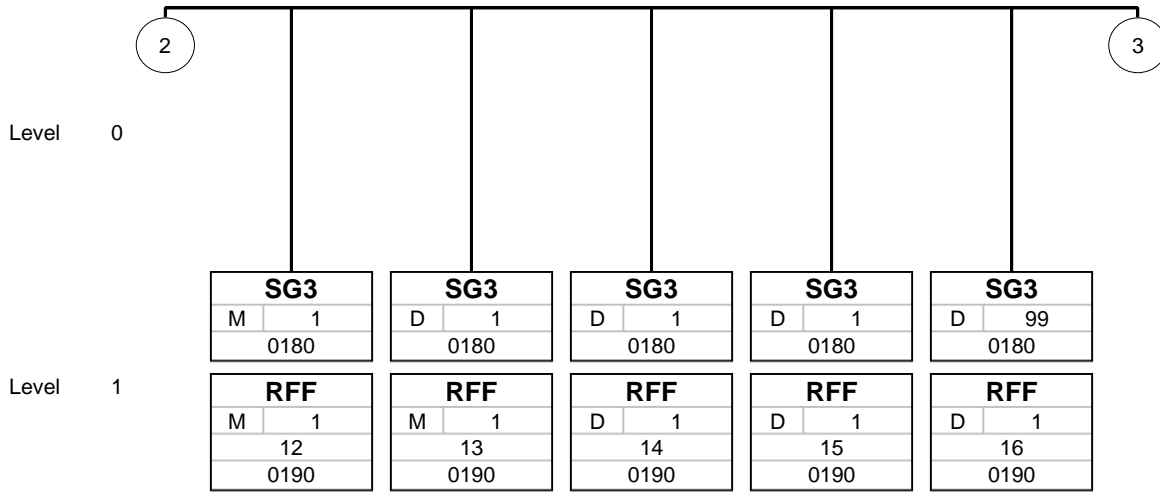 2 3
Level 0
SG3 SG3 SG3 SG3 SG3
M 1 D 1 D 1 D 1 D 99
0180 0180 0180 0180 0180
Level 1
RFF RFF RFF RFF RFF
M 1 M 1 D 1 D 1 D 1
12 13 14 15 16
0190 0190 0190 0190 0190